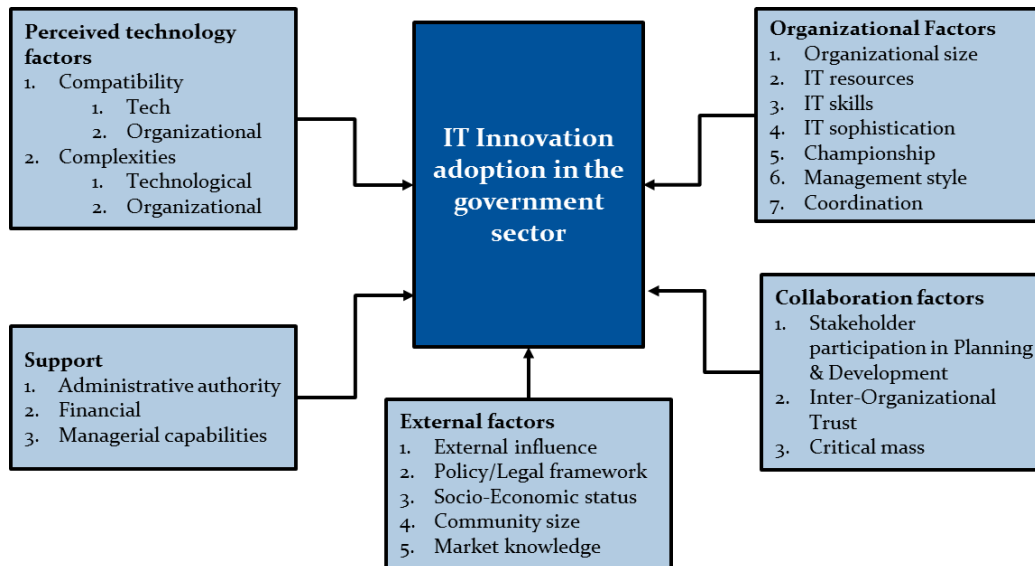 Perceived technology
factors
1. Compatibility
1. Tech
2. Organizational
2. Complexities
1. Technological
2. Organizational
IT Innovation
adoption in the
government
sector
Organizational Factors
1. Organizational size
2. IT resources
3. IT skills
4. IT sophistication
5. Championship
6. Management style
7. Coordination
Support
1. Administrative authority
2. Financial
3. Managerial capabilities
External factors
1. External influence
2. Policy/Legal framework
3. Socio-Economic status
4. Community size
5. Market knowledge
Collaboration factors
1. Stakeholder
participation in Planning
& Development
2. Inter-Organizational
Trust
3. Critical mass